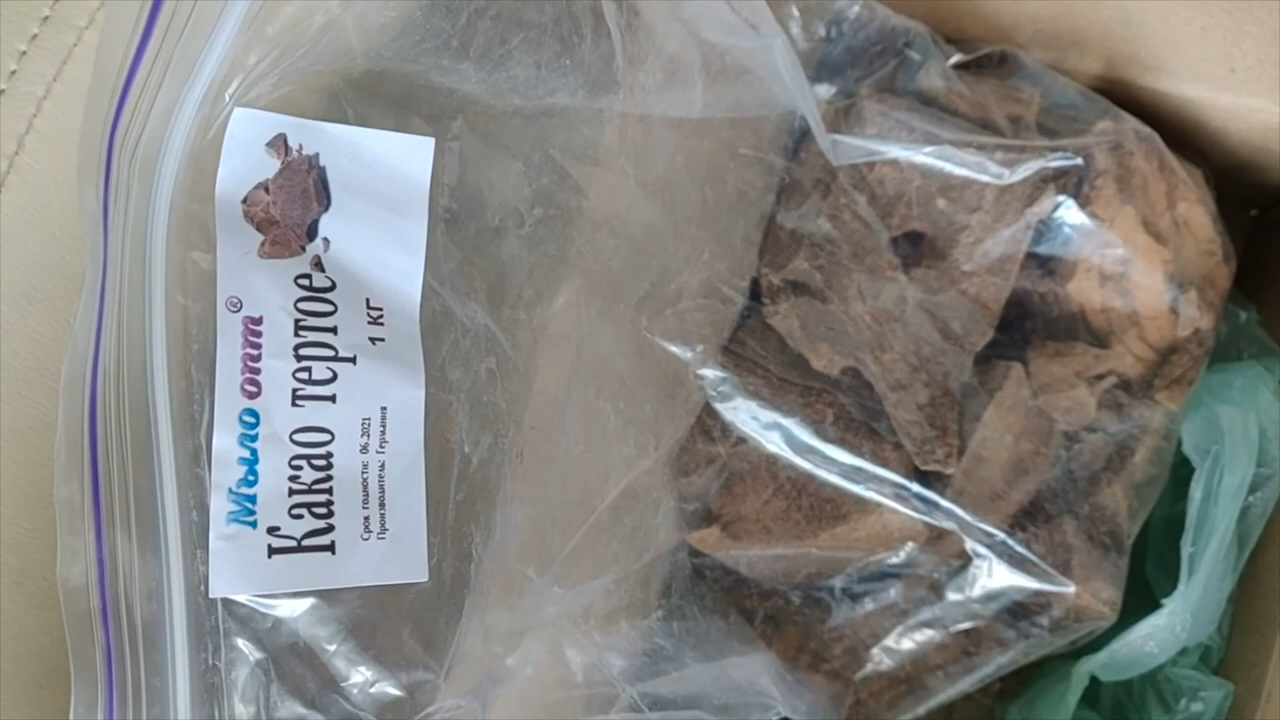 Мыло опт®
Какао тертое
1 КГ
Срок годности: 06.2021
Производитель: Германия